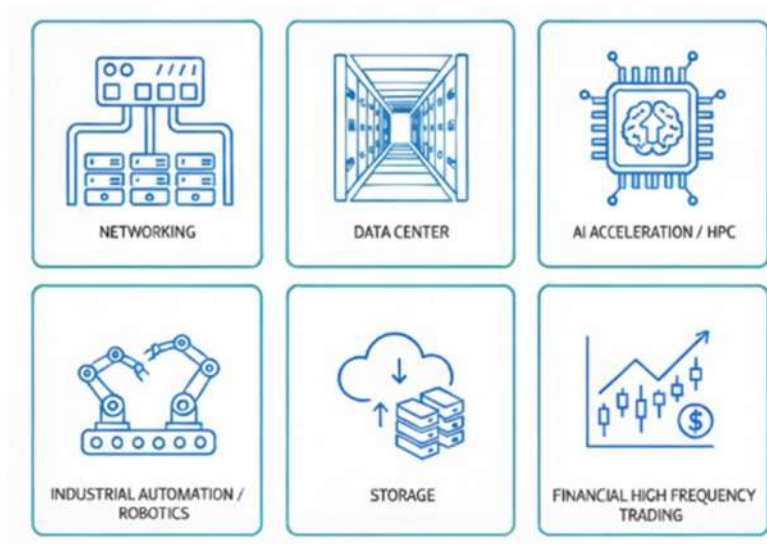 NETWORKING
DATA CENTER
AI ACCELERATION / HPC
INDUSTRIAL AUTOMATION /
ROBOTICS
STORAGE
FINANCIAL HIGH FREQUENCY
TRADING
$